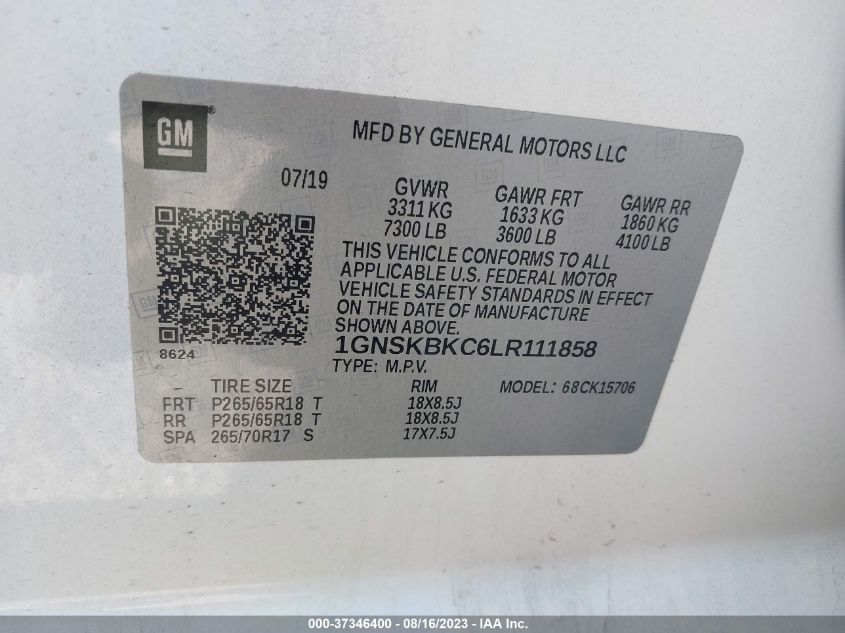 GM®
MFD BY GENERAL MOTORS LLC
07/19
GVWR
3311 KG
7300 LB
GAWR FRT
1633 KG
3600 LB
GAWR RR
1860 KG
4100 LB
THIS VEHICLE CONFORMS TO ALL
APPLICABLE U.S. FEDERAL MOTOR
VEHICLE SAFETY STANDARDS IN EFFECT
ON THE DATE OF MANUFACTURE
SHOWN ABOVE.
8624
1GNSKBKC6LR111858
TYPE: M.P.V.
TIRE SIZE RIM MODEL: 68CK15706
FRT P265/65R18 T 18X8.5J
RR P265/65R18 T 18X8.5J
SPA 265/70R17 S 17X7.5J
000-37346400 - 08/16/2023 - IAA Inc.